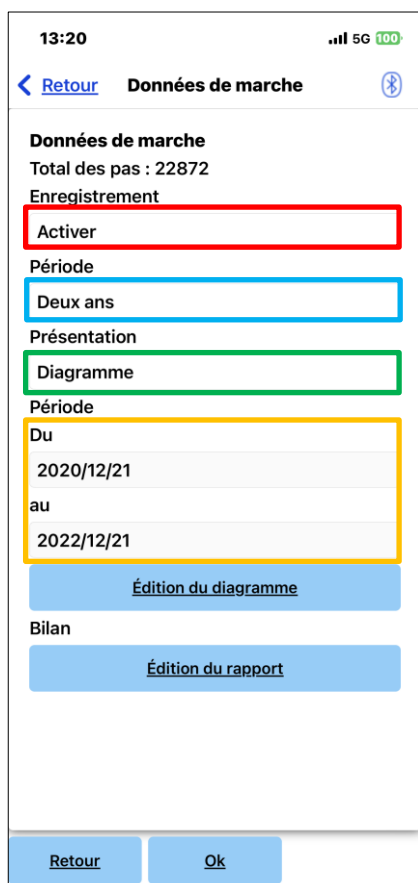 13:20 5G 100
Retour Données de marche
Données de marche
Total des pas : 22872
Enregistrement
Activer
Période
Deux ans
Présentation
Diagramme
Période
Du
2020/12/21
au
2022/12/21
Édition du diagramme
Bilan
Édition du rapport
Retour Ok